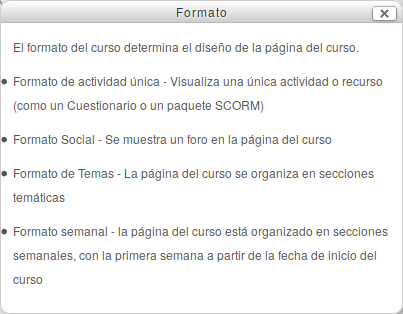 Formato
El formato del curso determina el diseño de la página del curso.
Formato de actividad única - Visualiza una única actividad o recurso
(como un Cuestionario o un paquete SCORM)
Formato Social - Se muestra un foro en la página del curso
Formato de Temas - La página del curso se organiza en secciones
temáticas
Formato semanal - la página del curso está organizado en secciones
semanales, con la primera semana a partir de la fecha de inicio del
curso